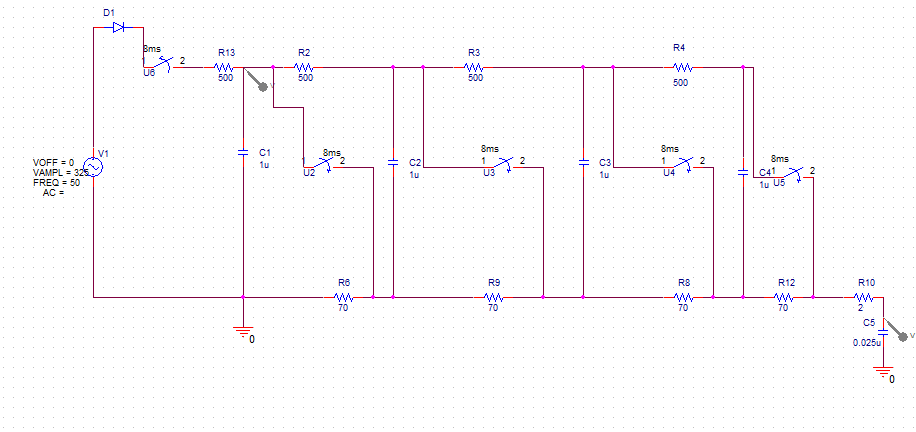 D1
8ms
1
2
U6
R13
500
R2
500
R3
500
R4
500
V
V1
VOFF = 0
VAMPL = 325
FREQ = 50
AC =
C1
1u
8ms
1
2
U2
C2
1u
8ms
1
2
U3
C3
1u
8ms
1
2
U4
C4
1u
8ms
1
2
U5
R6
70
R9
70
R8
70
R12
70
R10
2
0
C5
0.025u
V
0